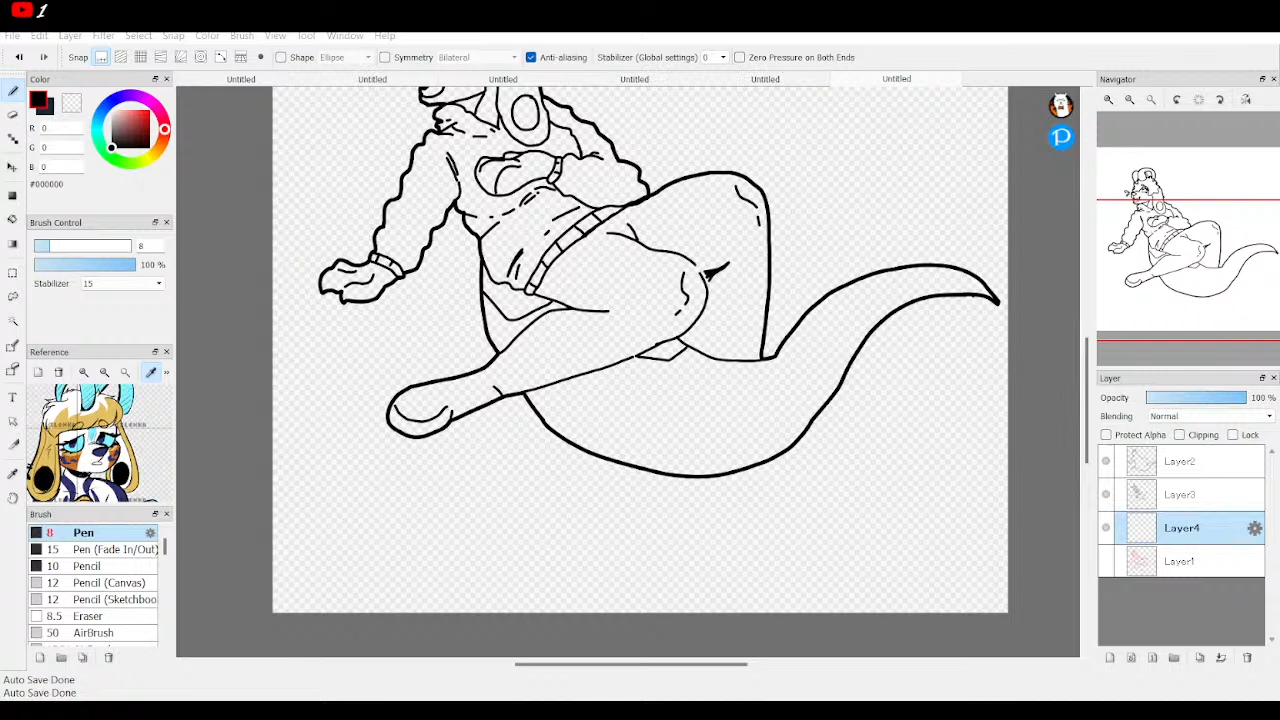 1
File Edit Layer Filter Select Snap Color Brush View Tool Window Help
Snap Shape Ellipse Symmetry Bilateral Anti-aliasing Stabilizer (Global settings) 0 Zero Pressure on Both Ends
Color Untitled Untitled Untitled Untitled Untitled Untitled Navigator
R 0
G 0
B 0
#000000
Brush Control
8
100 %
Stabilizer 15
Reference
Layer
Opacity 100 %
Blending Normal
Protect Alpha Clipping Lock
Layer2
Layer3
Layer4
Layer1
Brush
8 Pen
15 Pen (Fade In/Out)
10 Pencil
12 Pencil (Canvas)
12 Pencil (Sketchboo
8.5 Eraser
50 AirBrush
Auto Save Done
Auto Save Done